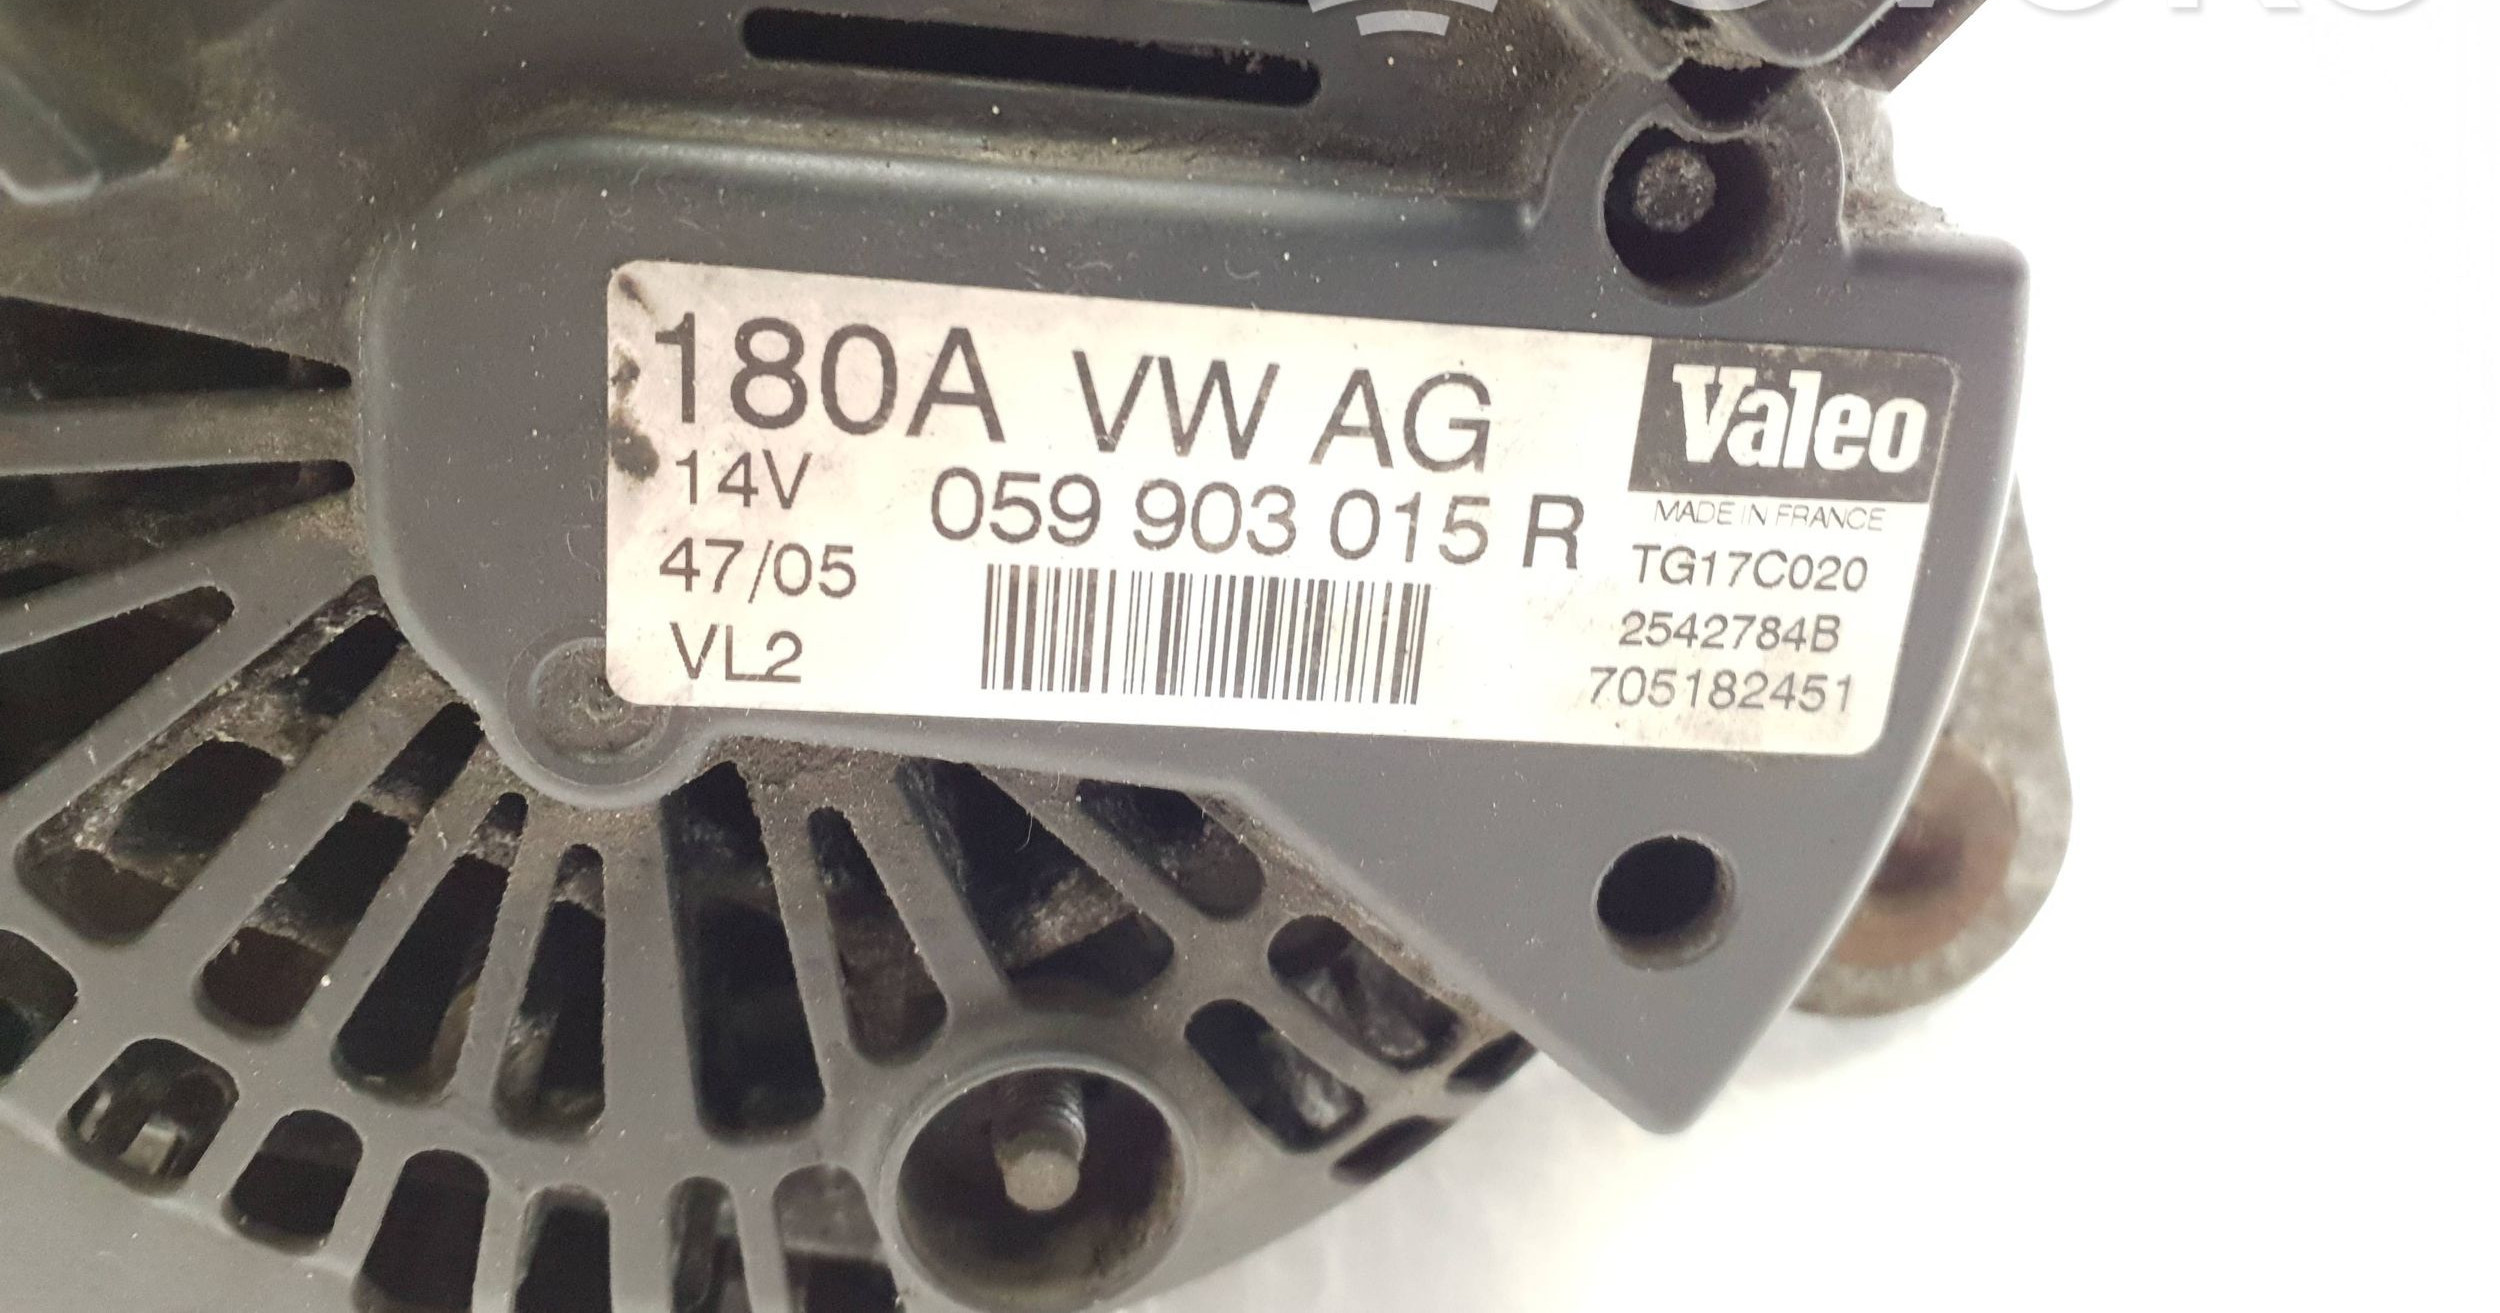 180A VW AG
14V
059 903 015 R
47/05
VL2
Valeo
MADE IN FRANCE
TG17C020
2542784B
705182451